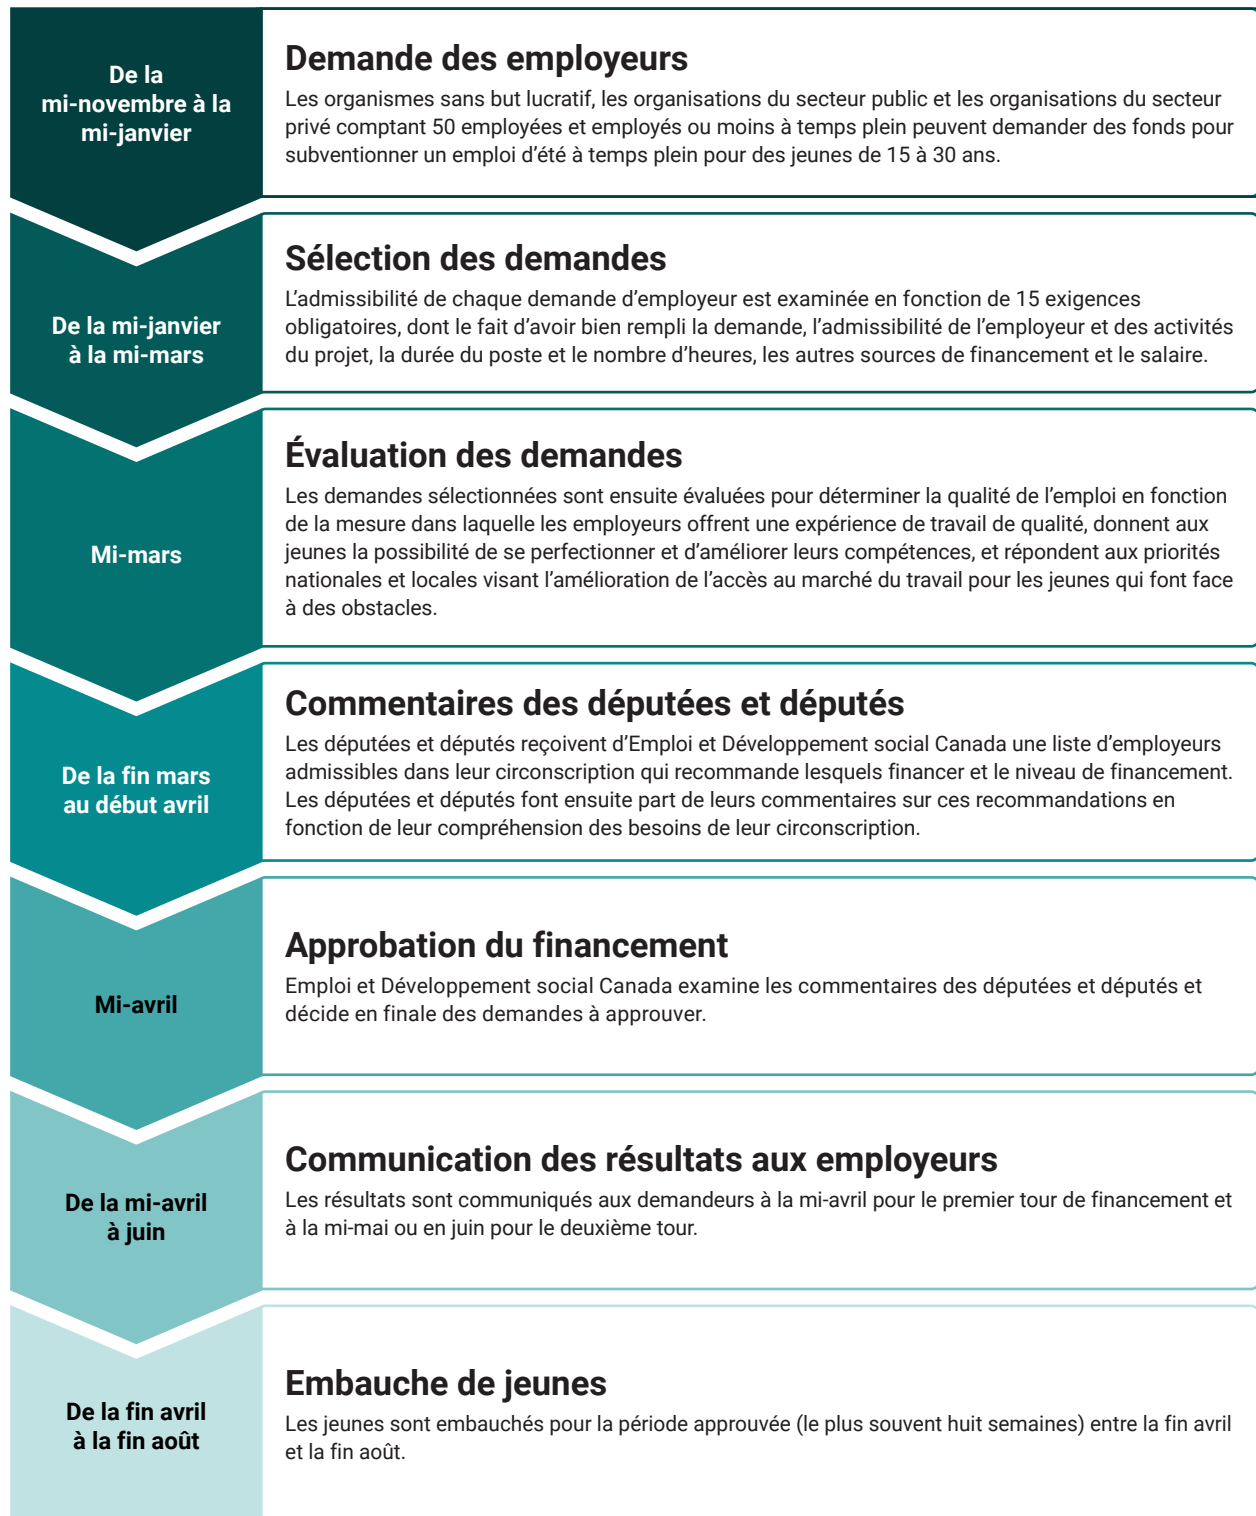 De la
mi-novembre à la
mi-janvier
Demande des employeurs
Les organismes sans but lucratif, les organisations du secteur public et les organisations du secteur
privé comptant 50 employées et employés ou moins à temps plein peuvent demander des fonds pour
subventionner un emploi d’été à temps plein pour des jeunes de 15 à 30 ans.
De la mi-janvier
à la mi-mars
Sélection des demandes
L’admissibilité de chaque demande d’employeur est examinée en fonction de 15 exigences
obligatoires, dont le fait d’avoir bien rempli la demande, l’admissibilité de l’employeur et des activités
du projet, la durée du poste et le nombre d’heures, les autres sources de financement et le salaire.
Mi-mars
Évaluation des demandes
Les demandes sélectionnées sont ensuite évaluées pour déterminer la qualité de l’emploi en fonction
de la mesure dans laquelle les employeurs offrent une expérience de travail de qualité, donnent aux
jeunes la possibilité de se perfectionner et d’améliorer leurs compétences, et répondent aux priorités
nationales et locales visant l’amélioration de l’accès au marché du travail pour les jeunes qui font face
à des obstacles.
De la fin mars
au début avril
Commentaires des députées et députés
Les députées et députés reçoivent d’Emploi et Développement social Canada une liste d’employeurs
admissibles dans leur circonscription qui recommande lesquels financer et le niveau de financement.
Les députées et députés font ensuite part de leurs commentaires sur ces recommandations en
fonction de leur compréhension des besoins de leur circonscription.
Mi-avril
Approbation du financement
Emploi et Développement social Canada examine les commentaires des députées et députés et
décide en finale des demandes à approuver.
De la mi-avril
à juin
Communication des résultats aux employeurs
Les résultats sont communiqués aux demandeurs à la mi-avril pour le premier tour de financement et
à la mi-mai ou en juin pour le deuxième tour.
De la fin avril
à la fin août
Embauche de jeunes
Les jeunes sont embauchés pour la période approuvée (le plus souvent huit semaines) entre la fin avril
et la fin août.